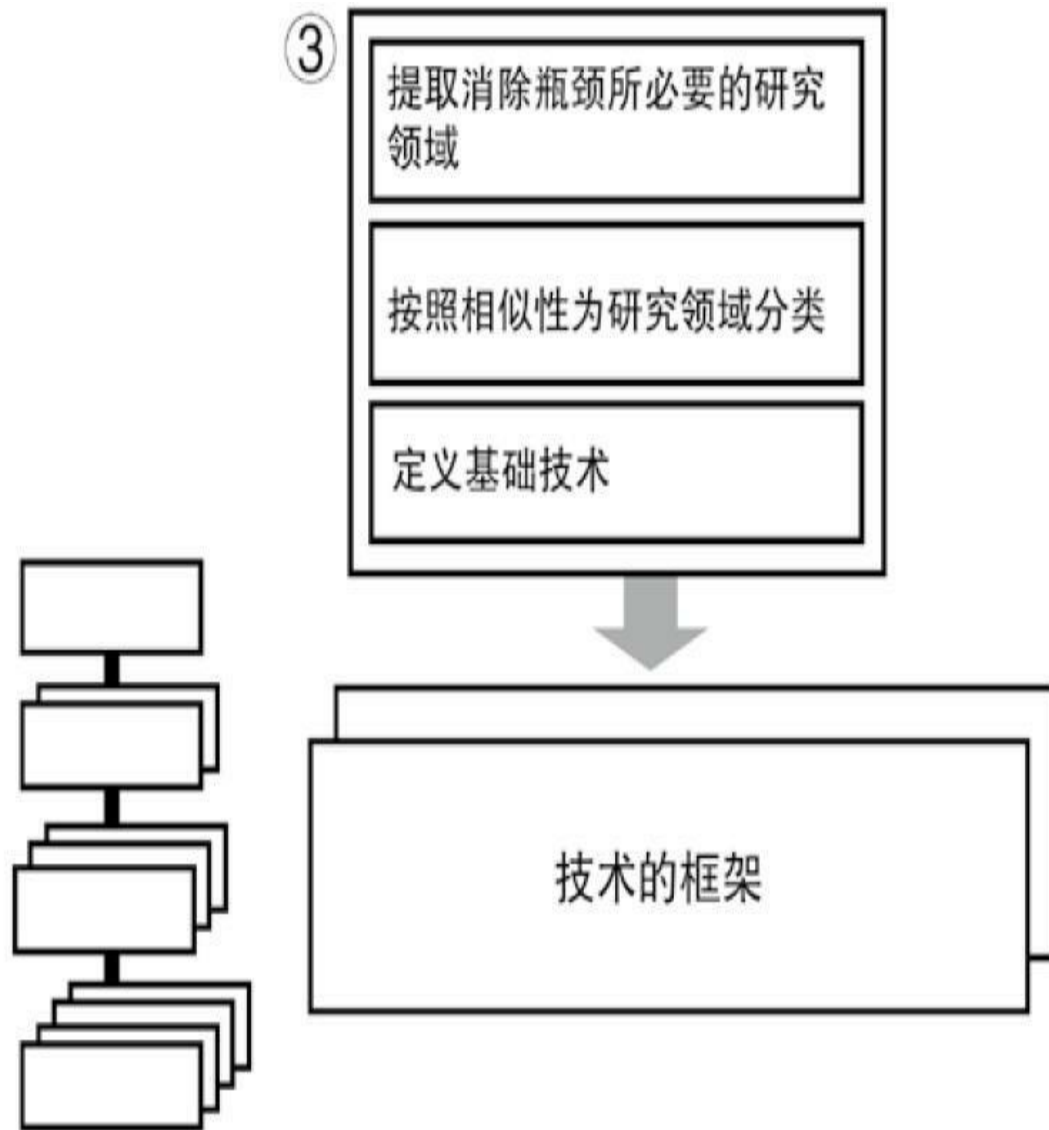 ③
提取消除瓶颈所必要的研究
领域
按照相似性为研究领域分类
定义基础技术
技术的框架